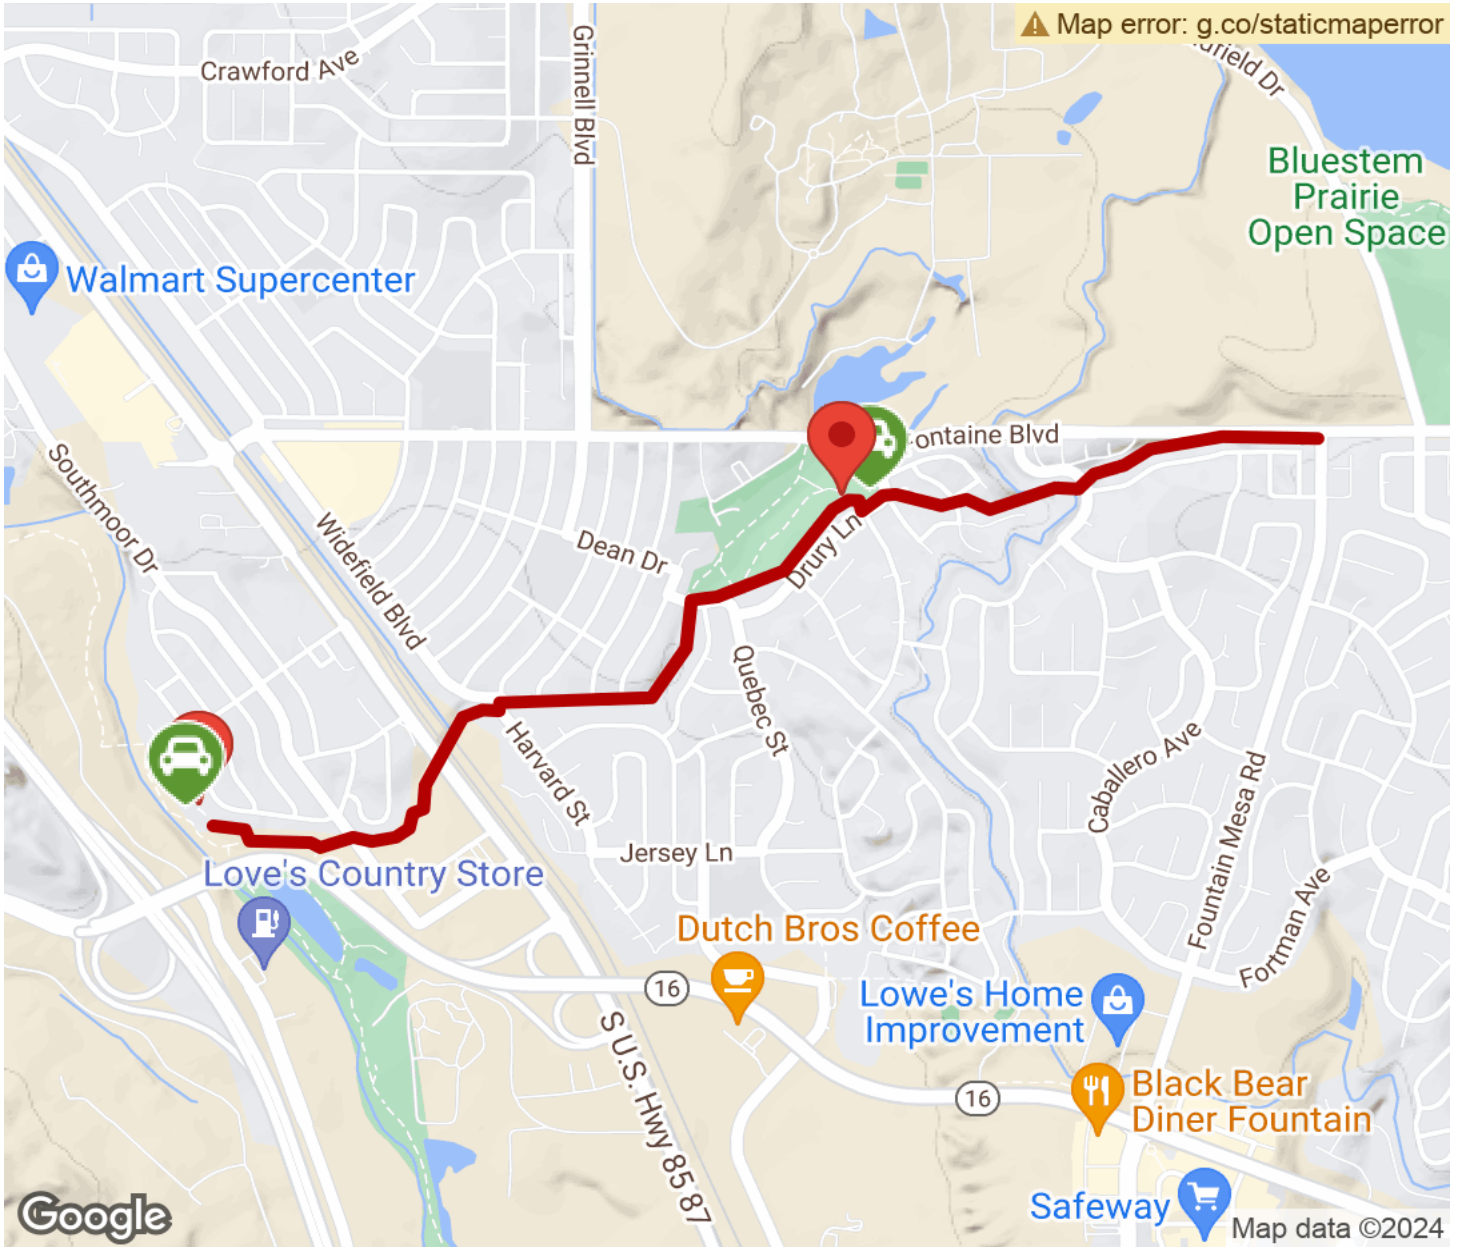 Map error: g.co/staticmaperror
Crawford Ave
Grinnell Blvd
Bluestem
Prairie
Open Space
Walmart Supercenter
ontaine Blvd
Southmoor Dr
Widefield Blvd
Dean Dr
Drury Ln
Quebec St
Harvard St
Caballero Ave
Fountain Mesa Rd
Jersey Ln
Love's Country Store
Fortman Ave
Dutch Bros Coffee
16
Lowe's Home
Improvement
S U.S. Hwy 85 87
16
Black Bear
Diner Fountain
Safeway
Google
Map data ©2024